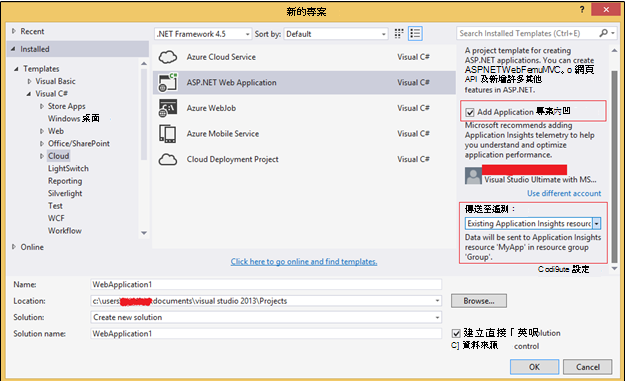 新的專案
Recent
Installed
Templates
Visual Basic
Visual C#
Store Apps
Windows 桌面
Web
Office/SharePoint
Cloud
LightSwitch
Reporting
Silverlight
Test
WCF
Workflow
Online
.NET Framework 4.5
Sort by: Default
Azure Cloud Service Visual C#
ASP.NET Web Application Visual C#
Azure WebJob Visual C#
Azure Mobile Service Visual C#
Cloud Deployment Project Visual C#
Click here to go online and find templates.
Search Installed Templates (Ctrl+E)
A project template for creating
ASP.NET applications. You can create
ASPNETWebFemuMVC。o 網頁
API 及新增許多其他
features in ASP.NET.
Add Application 專案內凹
Microsoft recommends adding
Application Insights telemetry to help
you understand and optimize
application performance.
Visual Studio Ultimate with MS...
Use different account
傳送至遙測：
Existing Application Insights resourc
Data will be sent to Application Insights
resource 'MyApp' in resource group
'Group'.
Codi9ute 設定
Name: WebApplication1
Location: c:\users documents\visual studio 2013\Projects
Browse...
Solution: Create new solution
Solution name: WebApplication1
建立直接「英呎olution
C] 資料來源 control
OK
Cancel